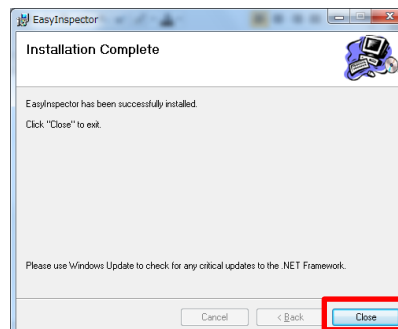 EasyInspector
Installation Complete
EasyInspector has been successfully installed.
Click "Close" to exit.
Please use Windows Update to check for any critical updates to the .NET Framework.
Cancel
< Back
Close